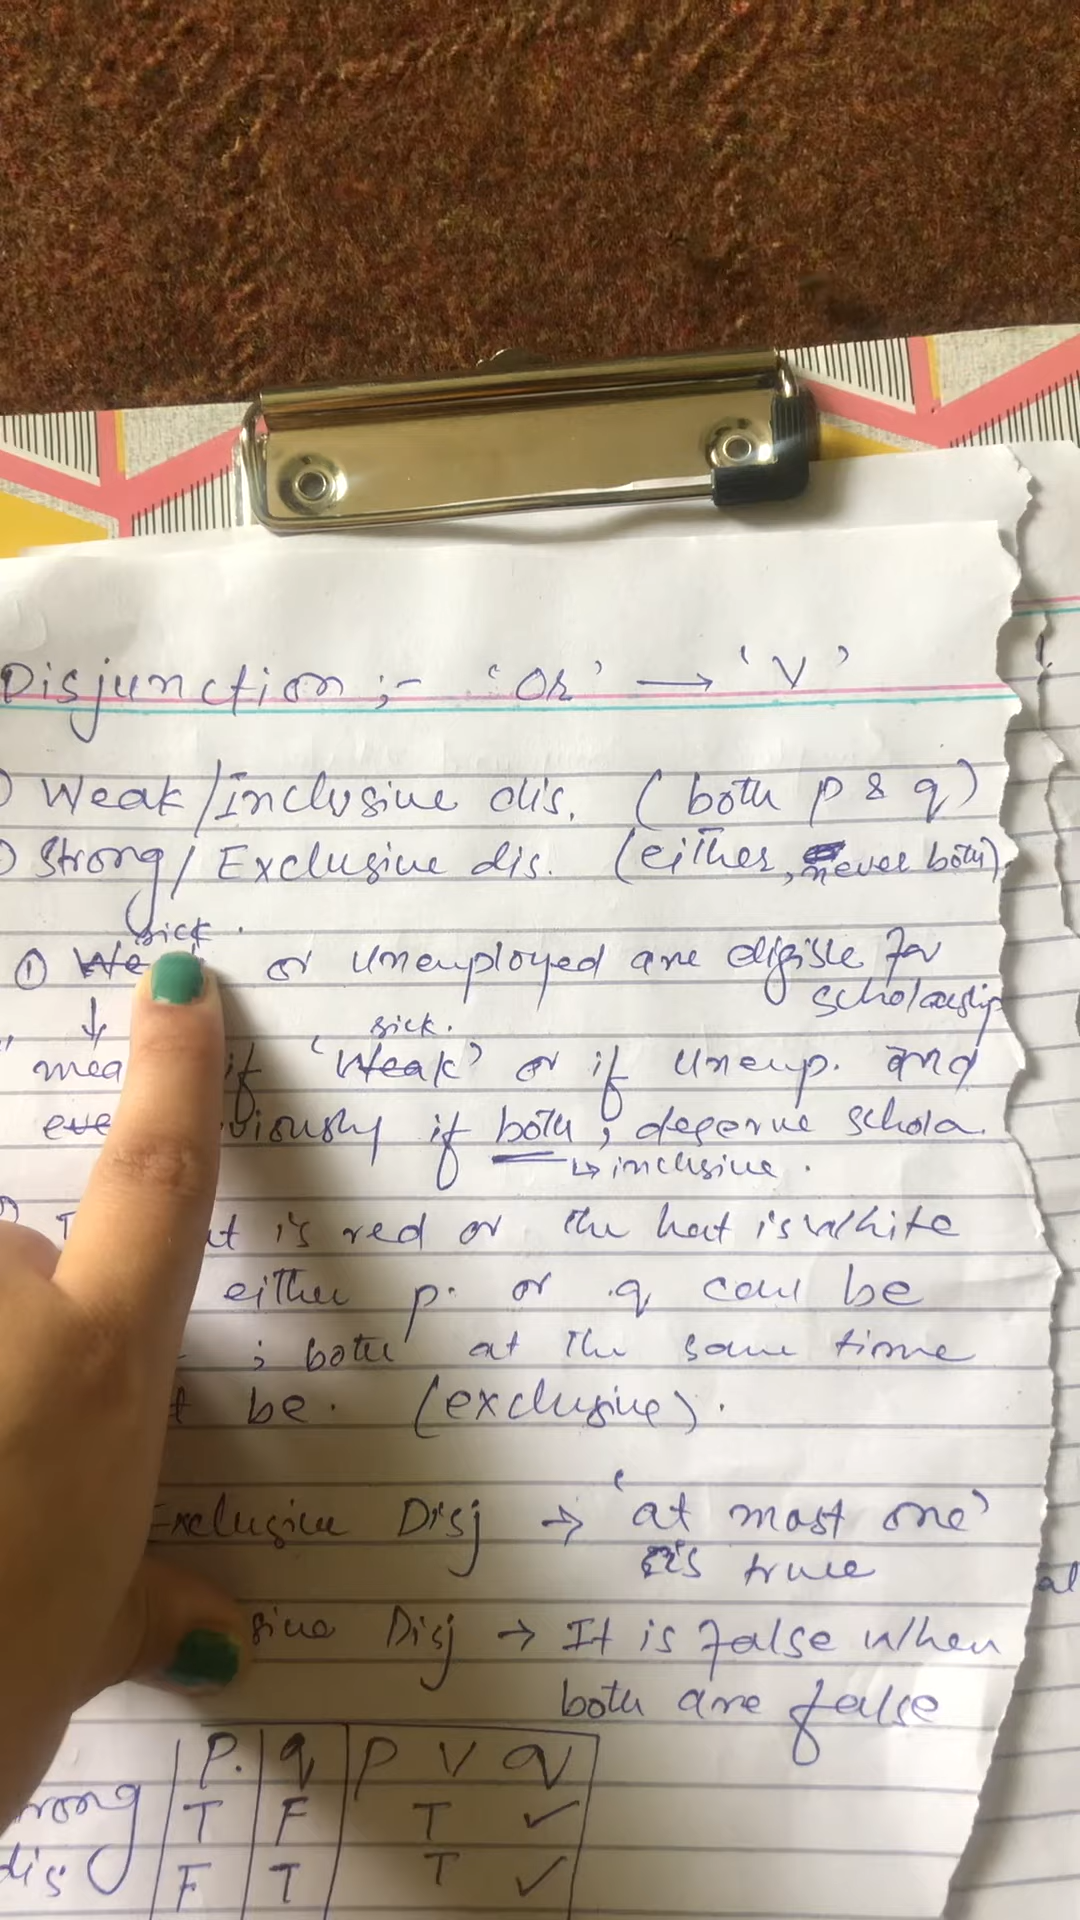 Disjunction :- 'Or' → 'V'
Weak/Inclusive dis. (both p & q)
Strong/Exclusive dis. (either, never both)
sick.
① or unemployed are eligible for
scholarship
↓ sick.
if 'Weak' or if unemp. and
if both, deserve schola.
↳ inclusive.
is red or the hat is white
either p. or q can be
; both at the same time
be. (exclusive).
Exclusive Disj → 'at most one'
is true
Disj → It is false when
both are false
P. | q | P V q
T | F | T ✓
dis F | T | T ✓